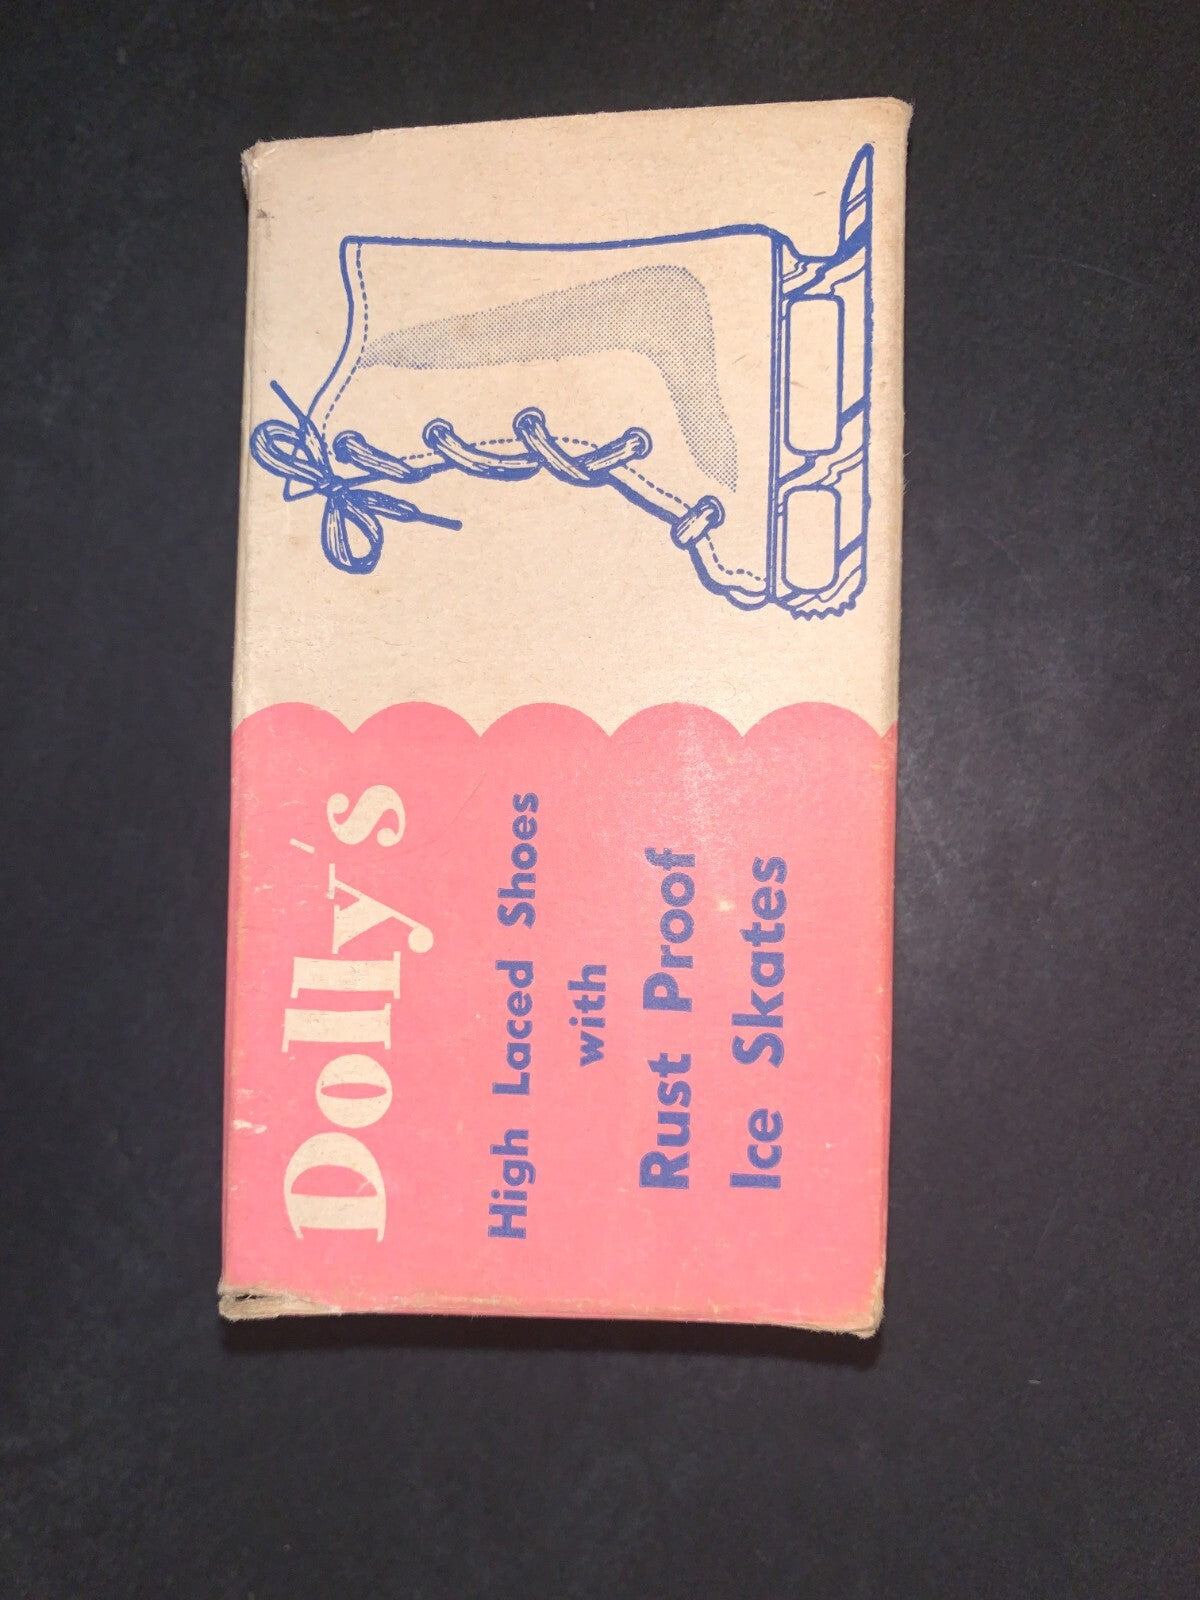 Dolly's
High Laced Shoes
with
Rust Proof
Ice Skates